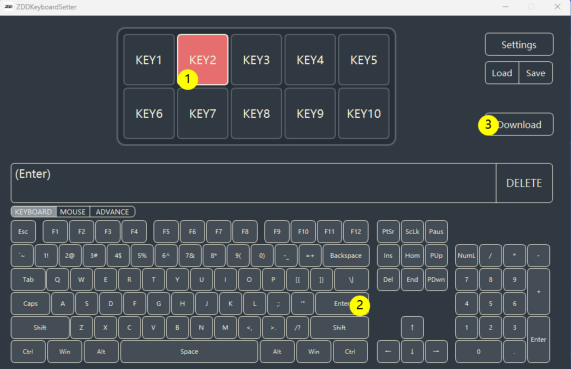 ZDDKeyboardSetter
KEY1 KEY2 KEY3 KEY4 KEY5
1
KEY6 KEY7 KEY8 KEY9 KEY10
Settings
Load Save
3 Download
(Enter)
DELETE
KEYBOARD MOUSE ADVANCE
Esc F1 F2 F3 F4 F5 F6 F7 F8 F9 F10 F11 F12 PtSr ScLk Paus
`~ 1! 2@ 3# 4$ 5% 6^ 7& 8* 9( 0) -_ =+ Backspace Ins Hom PUp NumL / * -
Tab Q W E R T Y U I O P [{ ]} \| Del End PDwn 7 8 9 +
Caps A S D F G H J K L ;: '" Enter 2 4 5 6
Shift Z X C V B N M <, >. /? Shift ↑ 1 2 3 Enter
Ctrl Win Alt Space Alt Win Ctrl ← ↓ → 0 .